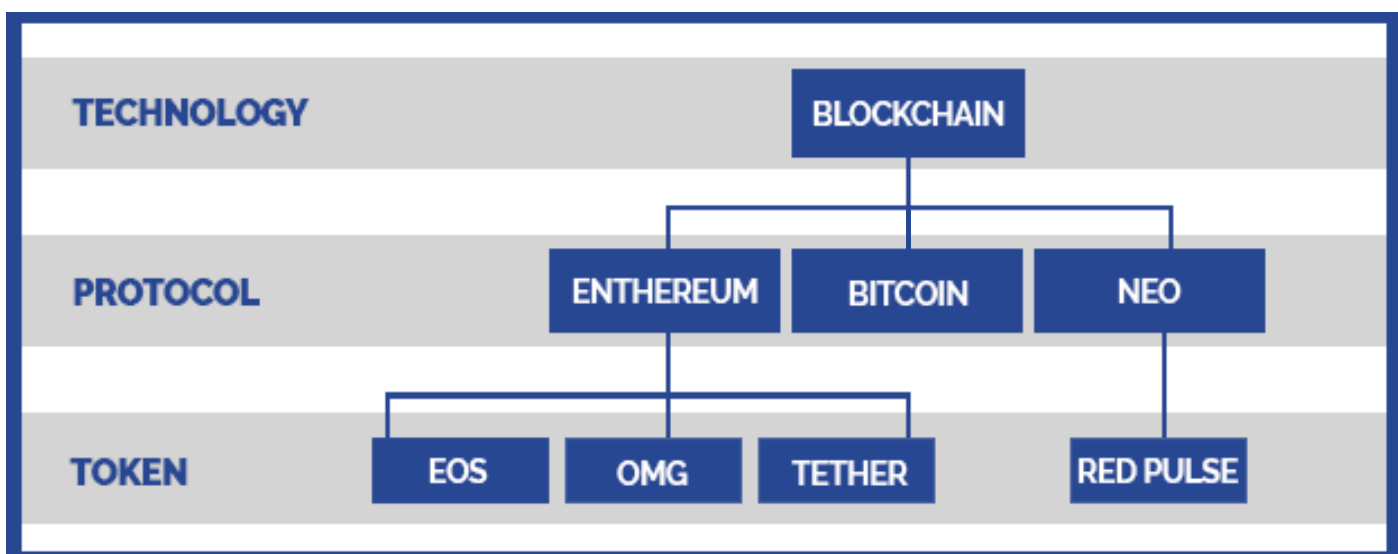 TECHNOLOGY BLOCKCHAIN
PROTOCOL ENTHEREUM BITCOIN NEO
TOKEN EOS OMG TETHER RED PULSE